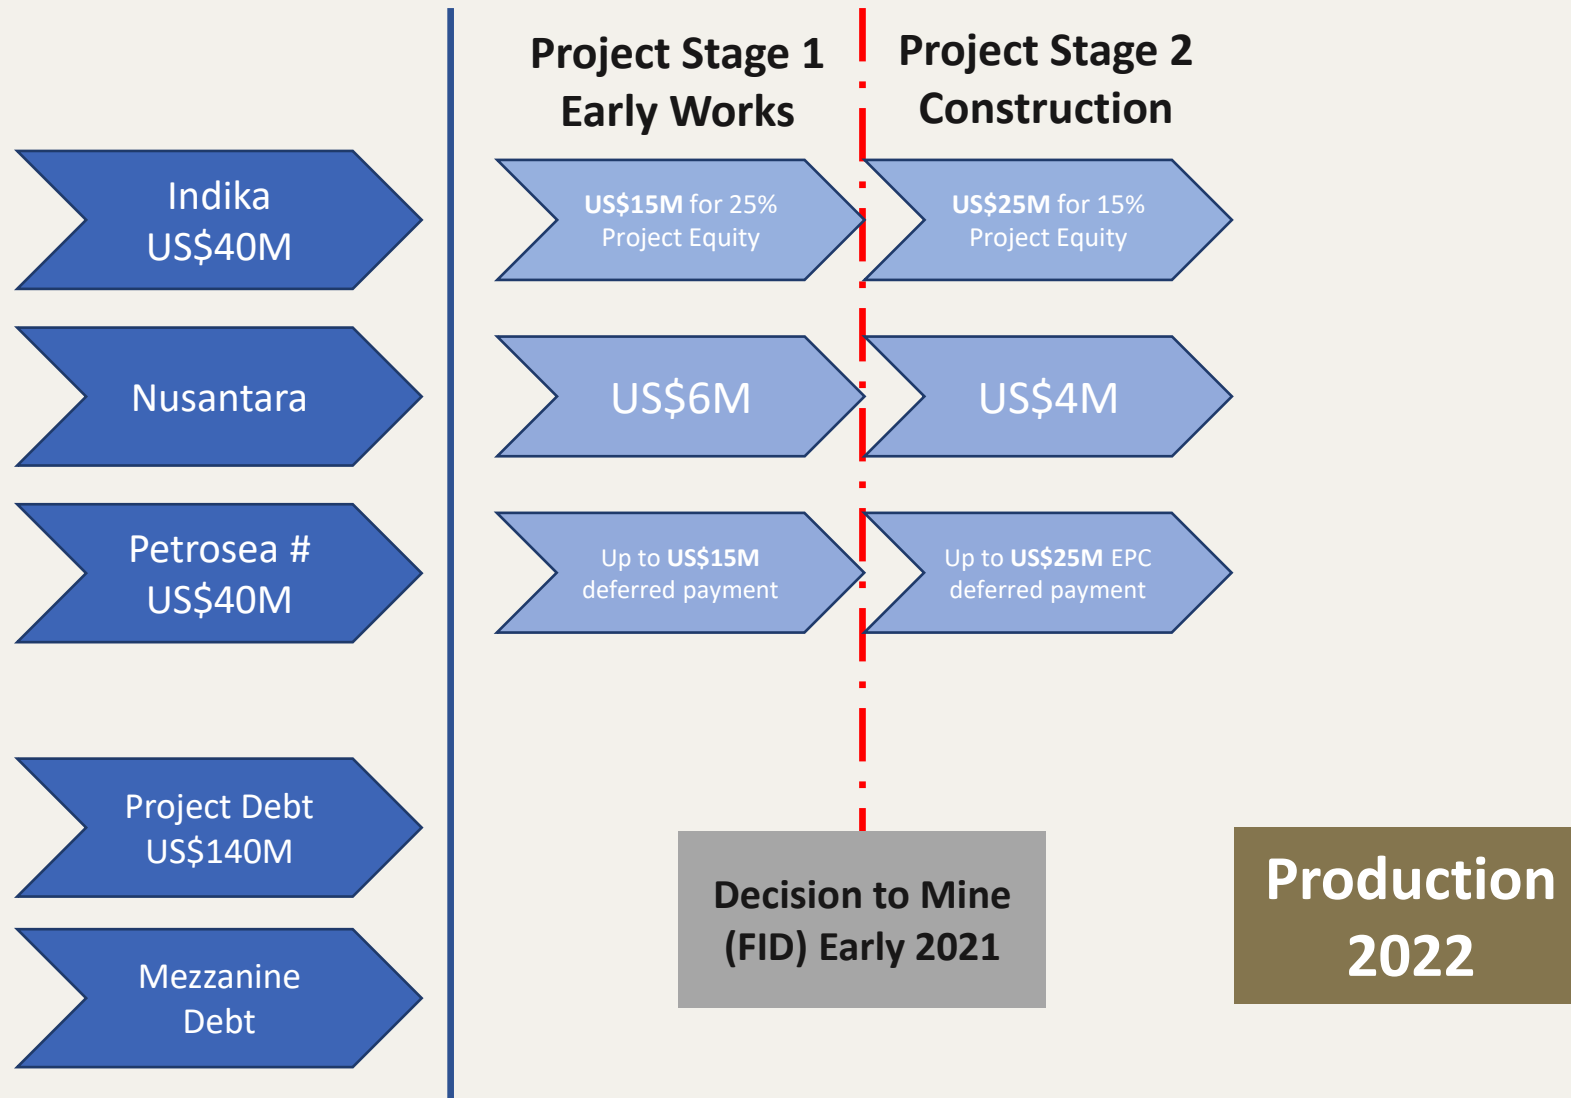 Project Stage 1
Early Works
Project Stage 2
Construction
Indika
US$40M
US$15M for 25%
Project Equity
US$25M for 15%
Project Equity
Nusantara
US$6M
US$4M
Petrosea #
US$40M
Up to US$15M
deferred payment
Up to US$25M EPC
deferred payment
Project Debt
US$140M
Decision to Mine
(FID) Early 2021
Production
2022
Mezzanine
Debt